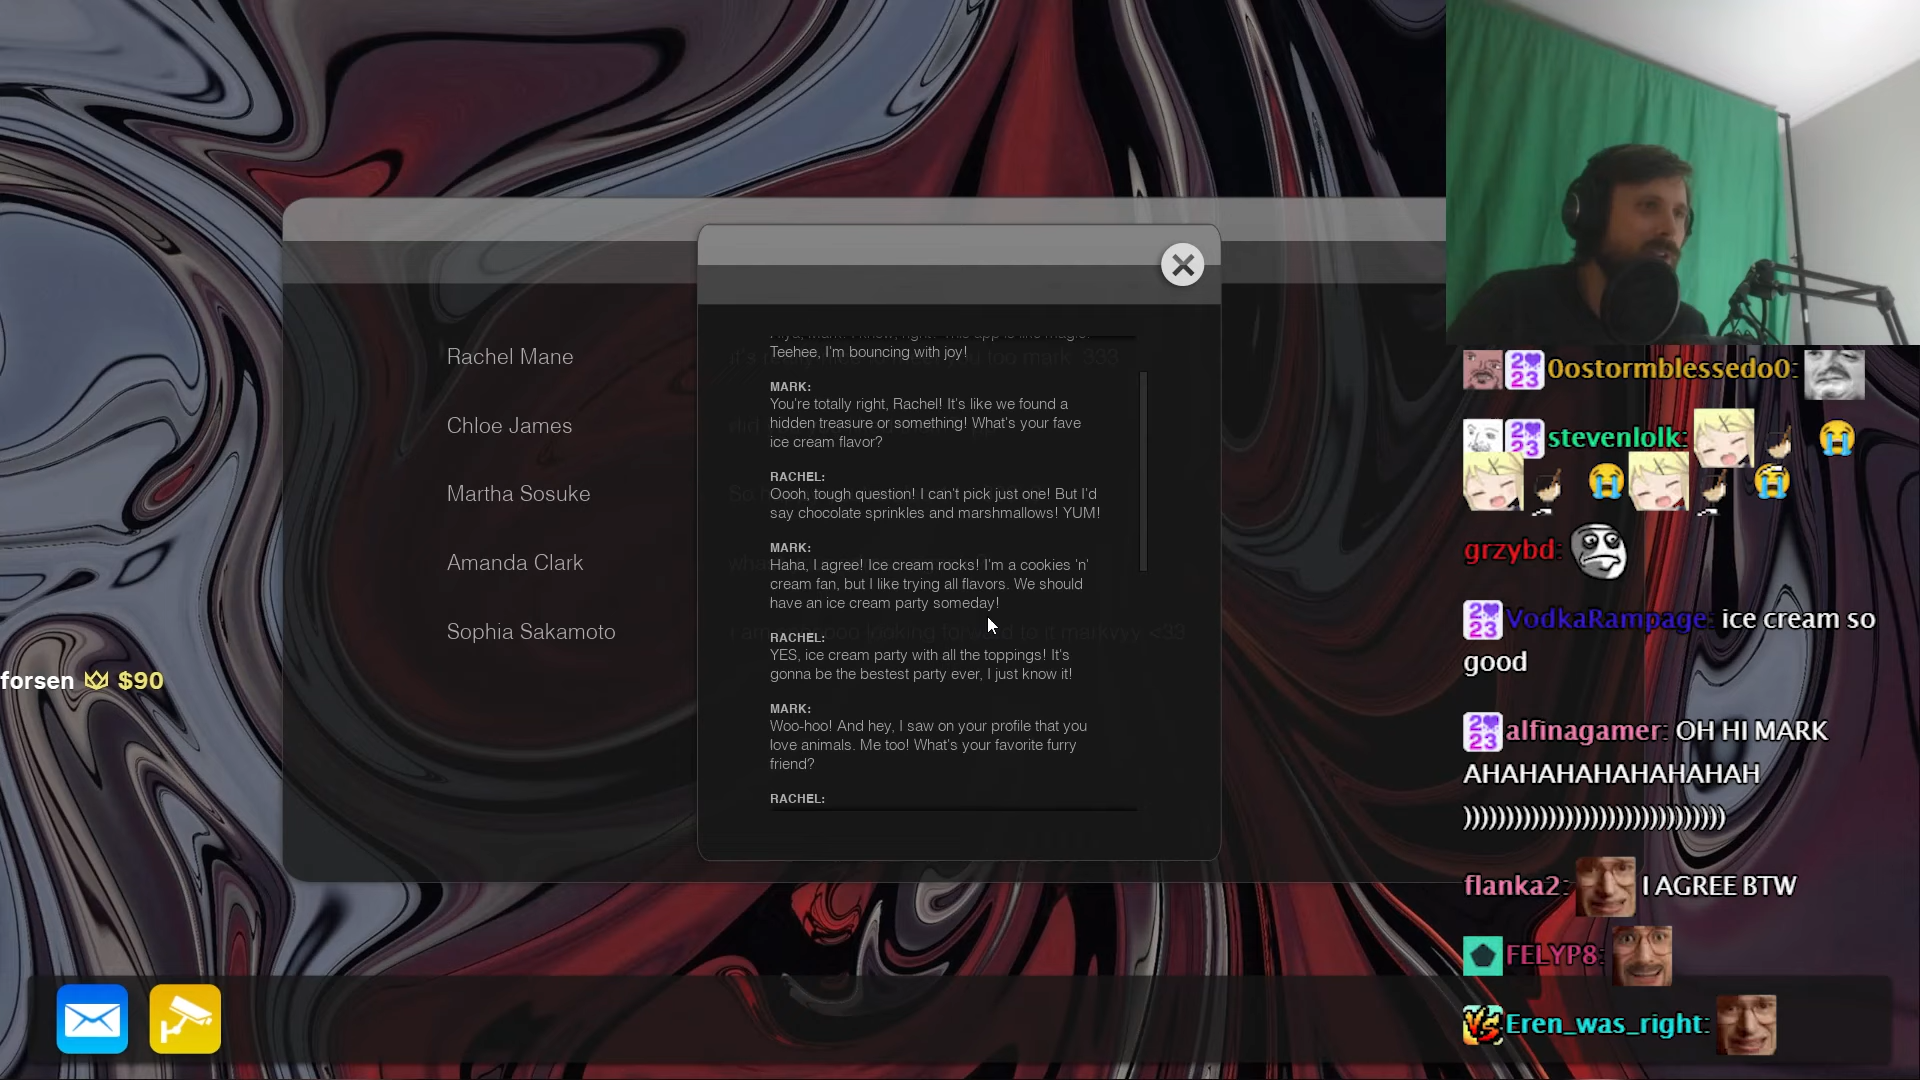 Rachel Mane
Chloe James
Martha Sosuke
Amanda Clark
Sophia Sakamoto
Teehee, I'm bouncing with joy!
MARK:
You're totally right, Rachel! It's like we found a
hidden treasure or something! What's your fave
ice cream flavor?
RACHEL:
Oooh, tough question! I can't pick just one! But I'd
say chocolate sprinkles and marshmallows! YUM!
MARK:
Haha, I agree! Ice cream rocks! I'm a cookies 'n'
cream fan, but I like trying all flavors. We should
have an ice cream party someday!
RACHEL:
YES, ice cream party with all the toppings! It's
gonna be the bestest party ever, I just know it!
MARK:
Woo-hoo! And hey, I saw on your profile that you
love animals. Me too! What's your favorite furry
friend?
RACHEL:
forsen $90
0ostormblessedo0:
stevenlolk:
grzybd:
VodkaRampage: ice cream so
good
alfinagamer: OH HI MARK
AHAHAHAHAHAHAHAH
))))))))))))))))))))))))))))))
flanka2: I AGREE BTW
FELYP8:
Eren_was_right: